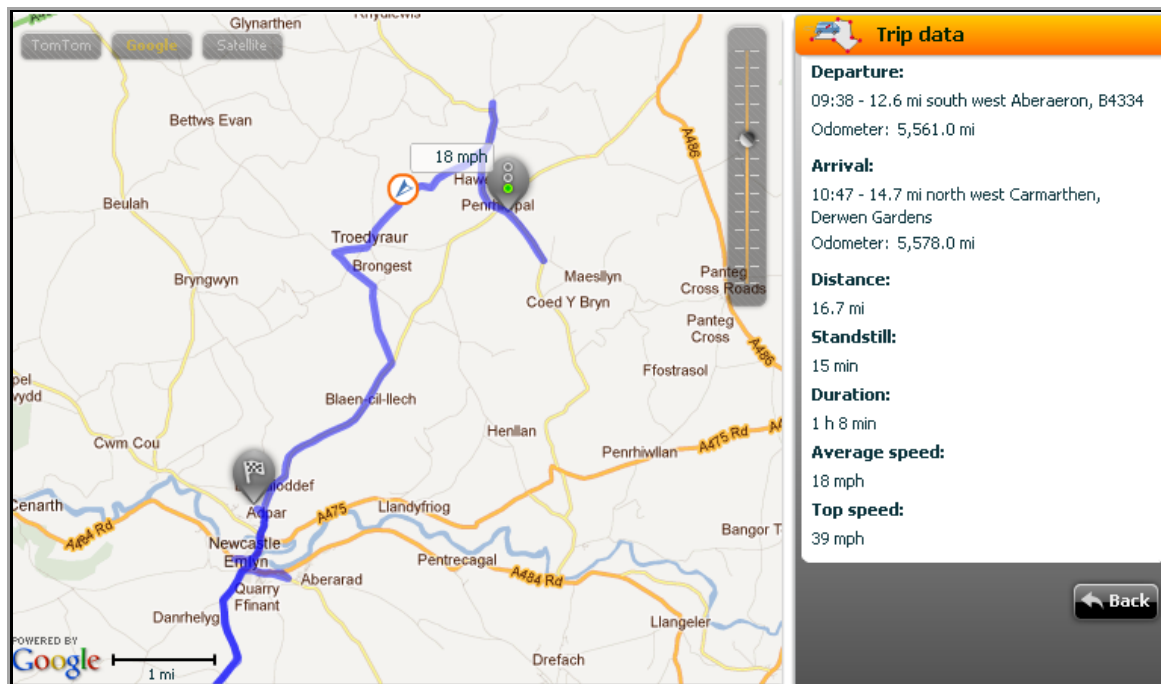 Glynarthen
Rhydlewis
TomTom
Google
Satellite
A486
Bettws Evan
18 mph
Beulah
Troedyraur
Brongest
Bryngwyn
Maesllyn
Coed Y Bryn
Panteg
Cross Roads
Panteg
Cross
A486
Ffostrasol
Blaen-cil-llech
Henllan
Cwm Cou
Penrhiwllan
A475 Rd
Cenarth
Adpar
A475
Llandyfriog
A484 Rd
Newcastle
Emlyn
Bangor T
Pentrecagal
Aberarad
A484 Rd
Quarry
Ffinant
Danrhelyg
Llangeler
Drefach
POWERED BY
Google
1 mi
Trip data
Departure:
09:38 - 12.6 mi south west Aberaeron, B4334
Odometer: 5,561.0 mi
Arrival:
10:47 - 14.7 mi north west Carmarthen,
Derwen Gardens
Odometer: 5,578.0 mi
Distance:
16.7 mi
Standstill:
15 min
Duration:
1 h 8 min
Average speed:
18 mph
Top speed:
39 mph
Back